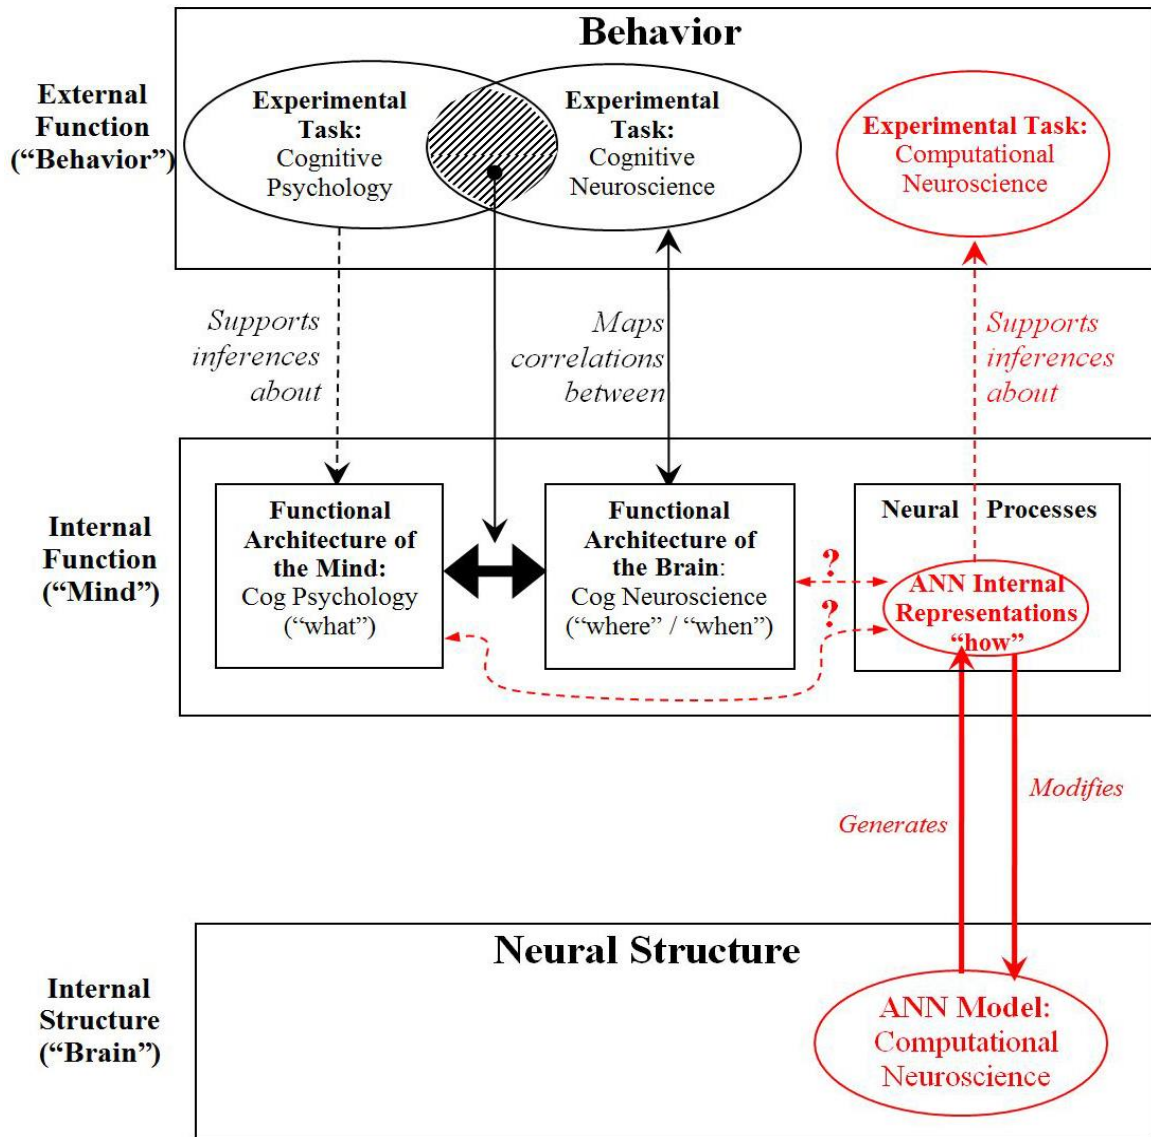 Behavior
External
Function
(“Behavior”)
Experimental
Task:
Cognitive
Psychology
Experimental
Task:
Cognitive
Neuroscience
Experimental Task:
Computational
Neuroscience
Supports
inferences
about
Maps
correlations
between
Supports
inferences
about
Internal
Function
(“Mind”)
Functional
Architecture of
the Mind:
Cog Psychology
(“what”)
Functional
Architecture of
the Brain:
Cog Neuroscience
(“where” / “when”)
?
?
Neural Processes
ANN Internal
Representations
“how”
Generates
Modifies
Neural Structure
Internal
Structure
(“Brain”)
ANN Model:
Computational
Neuroscience